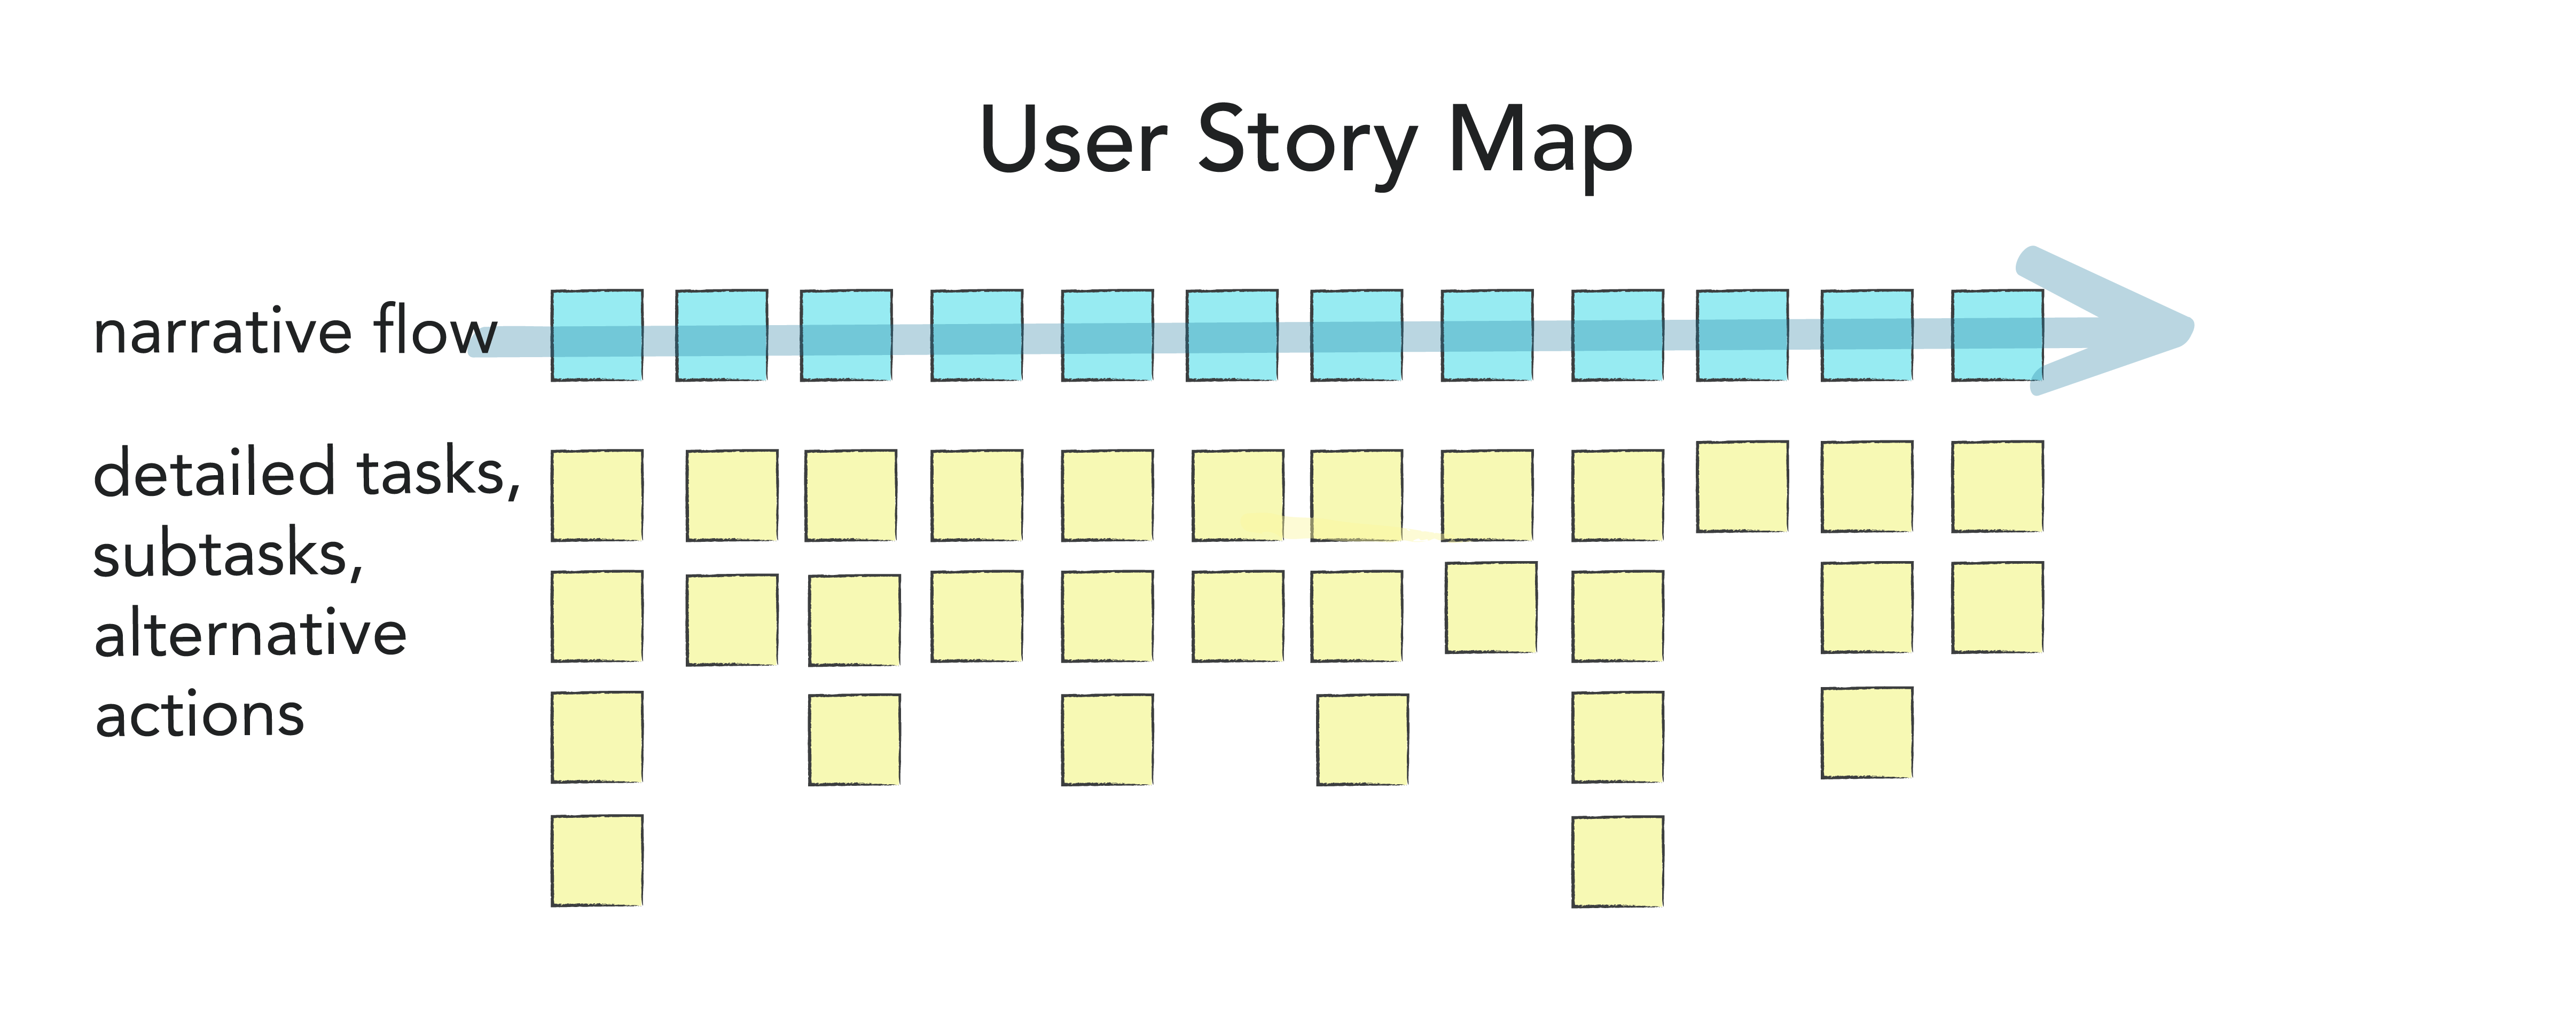 User Story Map
narrative flow
detailed tasks,
subtasks,
alternative
actions